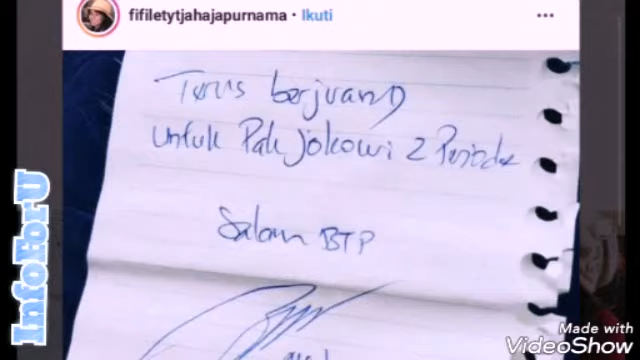 fifiletytjahajapurnama • Ikuti
Terus berjuang
untuk Pak Jokowi 2 Periode
Salam BTP
InfoForU
Made with
VideoShow